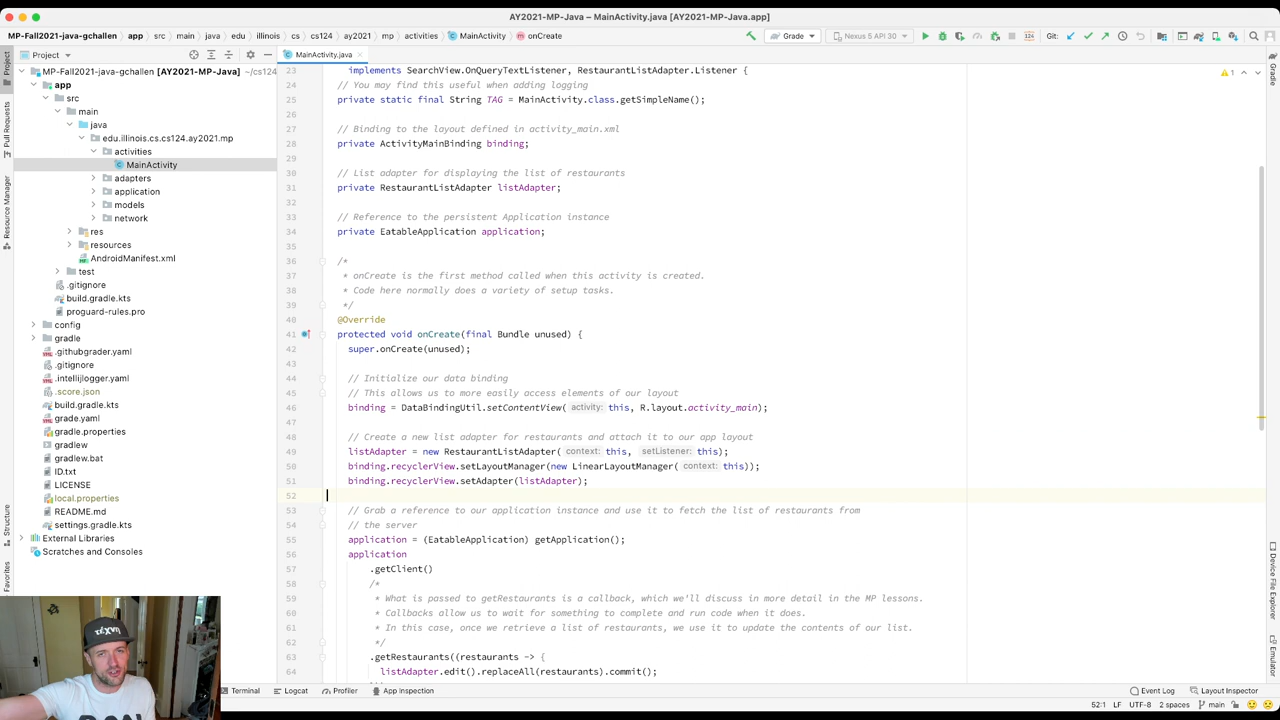 AY2021-MP-Java – MainActivity.java [AY2021-MP-Java.app]
MP-Fall2021-java-gchallen app src main java edu illinois cs cs124 ay2021 mp activities MainActivity onCreate Grade Nexus 5 API 30 Git:
Project MainActivity.java
MP-Fall2021-java-gchallen [AY2021-MP-Java] ~/cs124
app
src
main
java
edu.illinois.cs.cs124.ay2021.mp
activities
MainActivity
adapters
application
models
network
res
resources
AndroidManifest.xml
test
.gitignore
build.gradle.kts
proguard-rules.pro
config
gradle
.githubgrader.yaml
.gitignore
.intellijlogger.yaml
.score.json
build.gradle.kts
grade.yaml
gradle.properties
gradlew
gradlew.bat
ID.txt
LICENSE
local.properties
README.md
settings.gradle.kts
External Libraries
Scratches and Consoles
Project
Pull Requests
Resource Manager
Structure
Favorites
23 implements SearchView.OnQueryTextListener, RestaurantListAdapter.Listener {
24 // You may find this useful when adding logging
25 private static final String TAG = MainActivity.class.getSimpleName();
26
27 // Binding to the layout defined in activity_main.xml
28 private ActivityMainBinding binding;
29
30 // List adapter for displaying the list of restaurants
31 private RestaurantListAdapter listAdapter;
32
33 // Reference to the persistent Application instance
34 private EatableApplication application;
35
36 /*
37 * onCreate is the first method called when this activity is created.
38 * Code here normally does a variety of setup tasks.
39 */
40 @Override
41 protected void onCreate(final Bundle unused) {
42 super.onCreate(unused);
43
44 // Initialize our data binding
45 // This allows us to more easily access elements of our layout
46 binding = DataBindingUtil.setContentView( activity: this, R.layout.activity_main);
47
48 // Create a new list adapter for restaurants and attach it to our app layout
49 listAdapter = new RestaurantListAdapter( context: this, setListener: this);
50 binding.recyclerView.setLayoutManager(new LinearLayoutManager( context: this));
51 binding.recyclerView.setAdapter(listAdapter);
52
53 // Grab a reference to our application instance and use it to fetch the list of restaurants from
54 // the server
55 application = (EatableApplication) getApplication();
56 application
57 .getClient()
58 /*
59 * What is passed to getRestaurants is a callback, which we'll discuss in more detail in the MP lessons.
60 * Callbacks allow us to wait for something to complete and run code when it does.
61 * In this case, once we retrieve a list of restaurants, we use it to update the contents of our list.
62 */
63 .getRestaurants((restaurants -> {
64 listAdapter.edit().replaceAll(restaurants).commit();
1
Gradle
Device File Explorer
Emulator
Terminal Logcat Profiler App Inspection Event Log Layout Inspector
52:1 LF UTF-8 2 spaces main